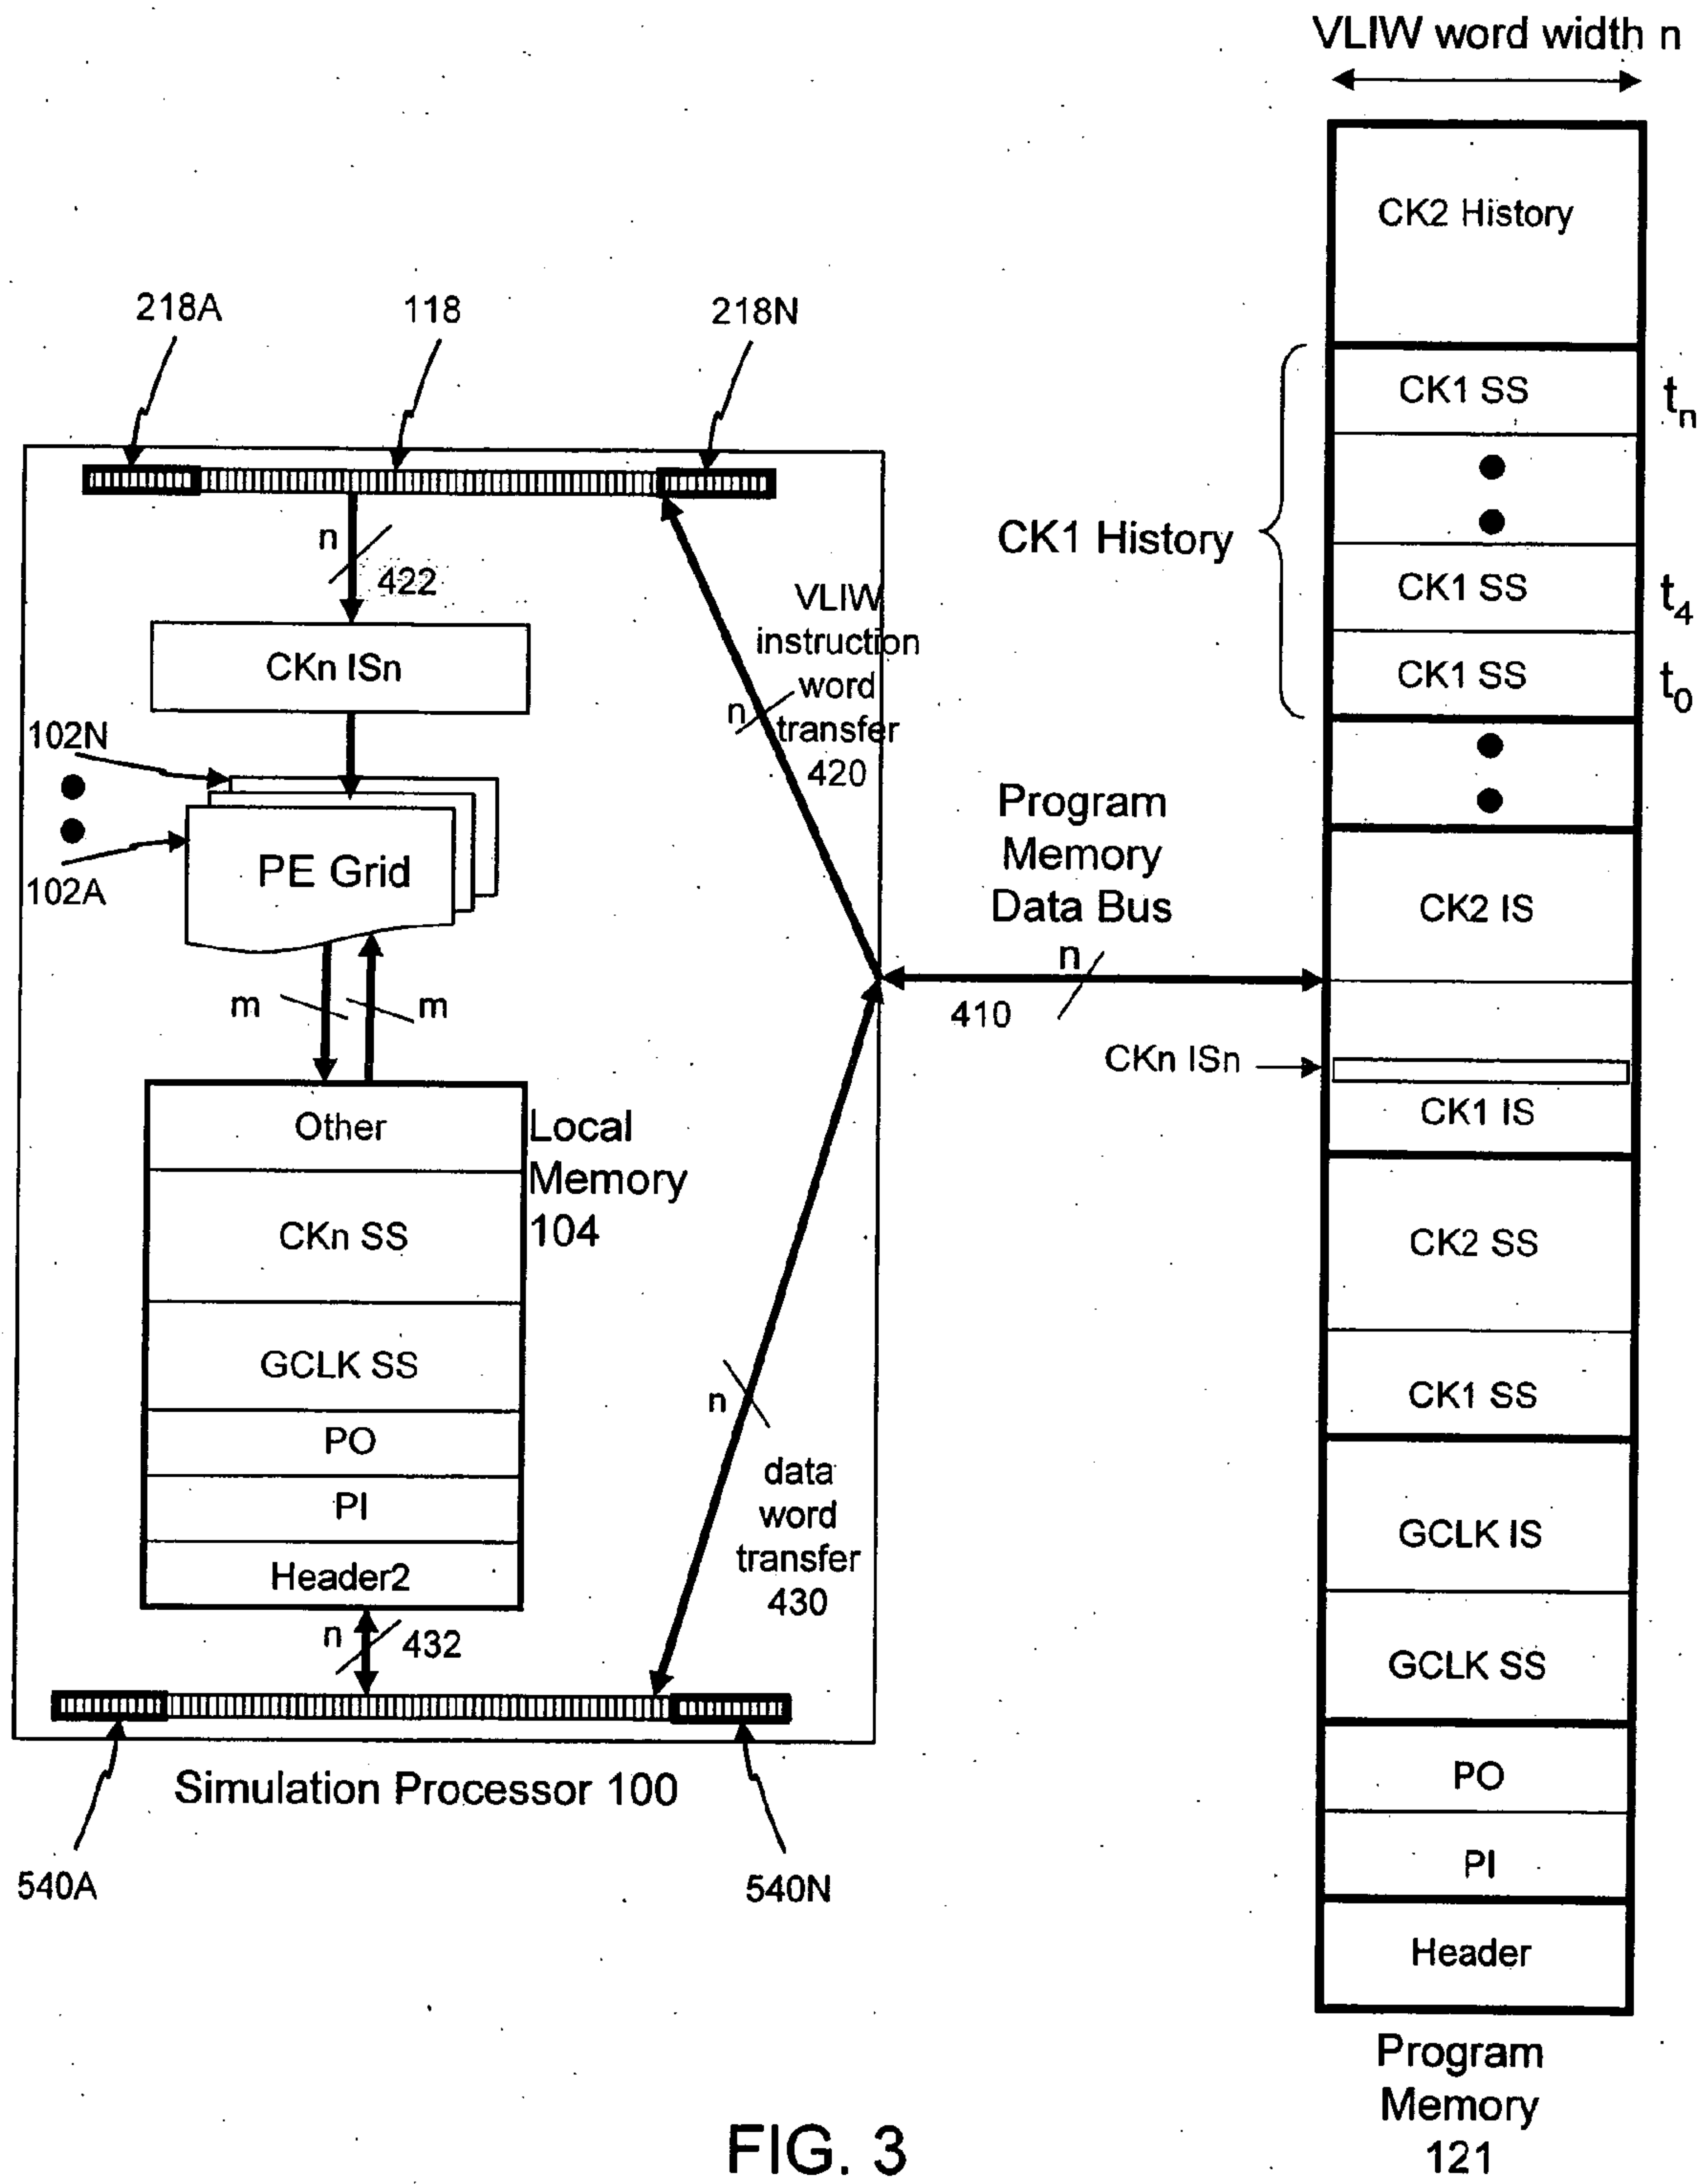 VLIW word width n
CK2 History
218A
118
218N
CK1 SS
tn
CK1 History
n
422
CK1 SS
t4
VLIW
instruction
word
n
transfer
420
CKn ISn
CK1 SS
t0
102N
102A
PE Grid
Program
Memory
Data Bus
n
410
CK2 IS
m
m
CKn ISn
CK1 IS
Other
Local
Memory
104
CKn SS
CK2 SS
GCLK SS
CK1 SS
PO
n
PI
data
word
transfer
430
GCLK IS
Header2
n
432
GCLK SS
Simulation Processor 100
PO
540A
540N
PI
Header
Program
Memory
121
FIG. 3